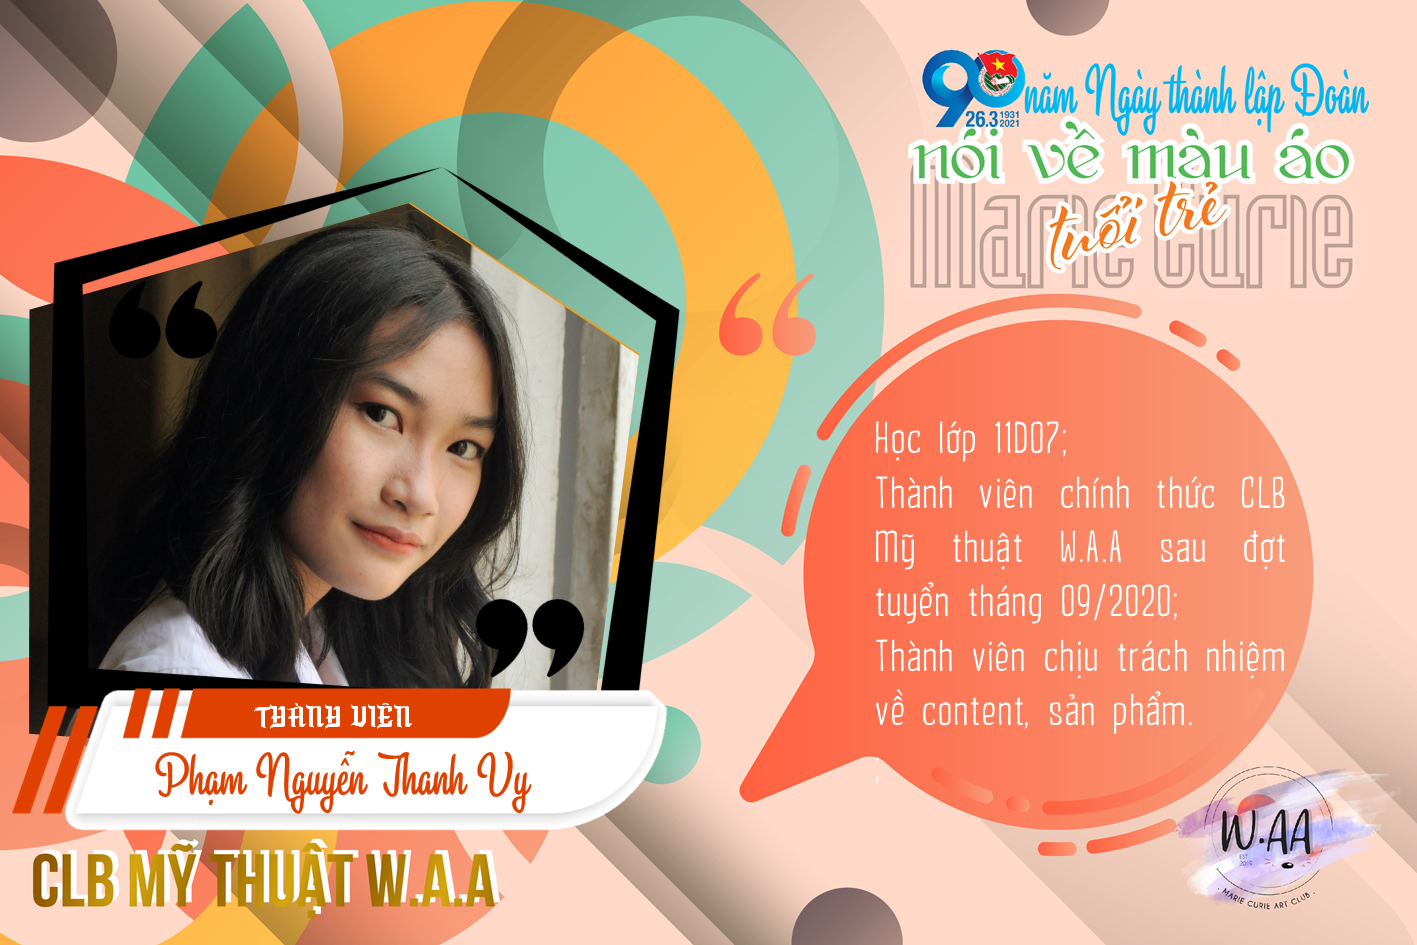 90 năm Ngày thành lập Đoàn
26.3 1931 2021
nói về màu áo
Marie Curie
tuổi trẻ
Học lớp 11D07;
Thành viên chính thức CLB
Mỹ thuật W.A.A sau đợt
tuyển tháng 09/2020;
Thành viên chịu trách nhiệm
về content, sản phẩm.
;
THÀNH VIÊN
Phạm Nguyễn Thanh Vy
CLB MỸ THUẬT W.A.A
W.AA
MARIE CURIE ART CLUB